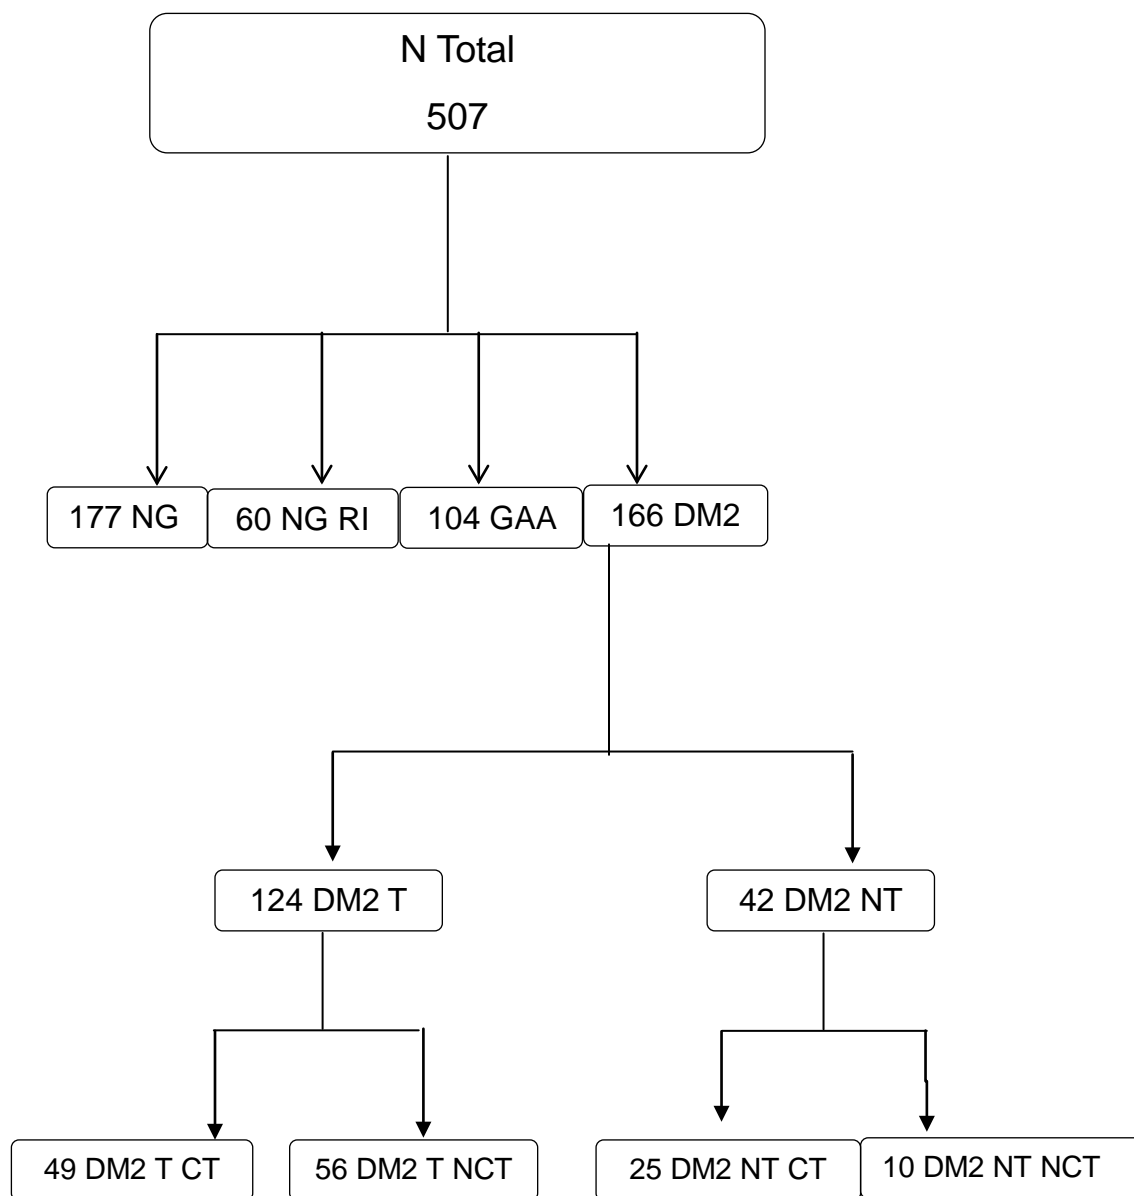 N Total
507
177 NG
60 NG RI
104 GAA
166 DM2
124 DM2 T
42 DM2 NT
49 DM2 T CT
56 DM2 T NCT
25 DM2 NT CT
10 DM2 NT NCT